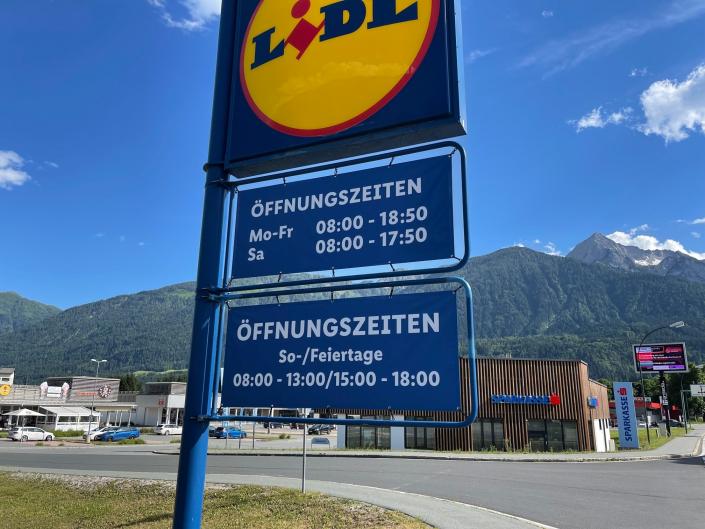 LIDL
ÖFFNUNGSZEITEN
Mo-Fr 08:00 - 18:50
Sa 08:00 - 17:50
ÖFFNUNGSZEITEN
So-/Feiertage
08:00 - 13:00/15:00 - 18:00
SPARKASSE
SPARKASSE